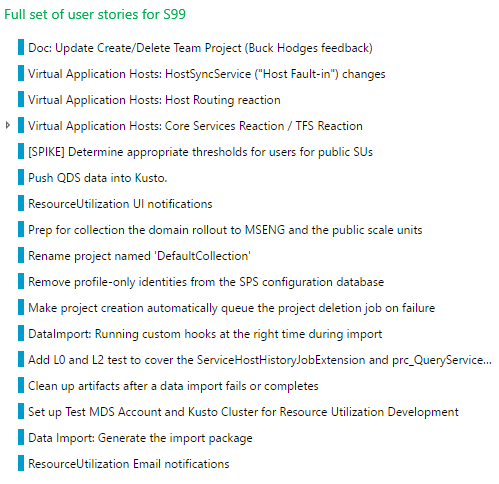 Full set of user stories for S99
Doc: Update Create/Delete Team Project (Buck Hodges feedback)
Virtual Application Hosts: HostSyncService ("Host Fault-in") changes
Virtual Application Hosts: Host Routing reaction
Virtual Application Hosts: Core Services Reaction / TFS Reaction
[SPIKE] Determine appropriate thresholds for users for public SUs
Push QDS data into Kusto.
ResourceUtilization UI notifications
Prep for collection the domain rollout to MSENG and the public scale units
Rename project named 'DefaultCollection'
Remove profile-only identities from the SPS configuration database
Make project creation automatically queue the project deletion job on failure
DataImport: Running custom hooks at the right time during import
Add L0 and L2 test to cover the ServiceHostHistoryJobExtension and prc_QueryService...
Clean up artifacts after a data import fails or completes
Set up Test MDS Account and Kusto Cluster for Resource Utilization Development
Data Import: Generate the import package
ResourceUtilization Email notifications